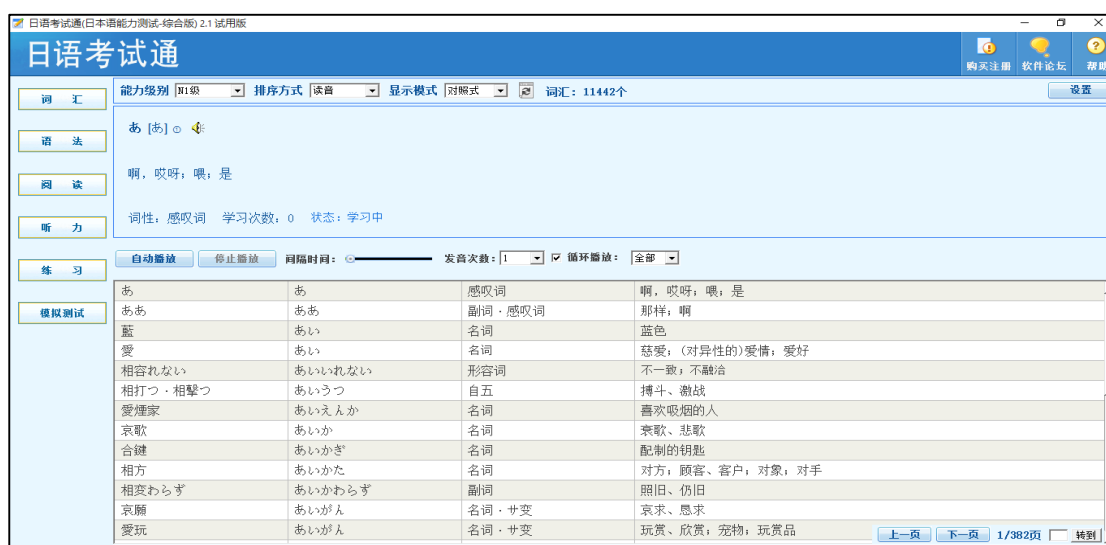 日语考试通(日本语能力测试-综合版) 2.1 试用版
日语考试通
购买注册 软件论坛 帮助
词 汇
语 法
阅 读
听 力
练 习
模拟测试
能力级别 N1级 排序方式 读音 显示模式 对照式 词汇：11442个 设置
あ [あ] ①
啊，哎呀；喂；是
词性：感叹词 学习次数：0 状态：学习中
自动播放 停止播放 间隔时间： 发音次数：1 循环播放： 全部
あ あ 感叹词 啊，哎呀；喂；是
ああ ああ 副词・感叹词 那样；啊
藍 あい 名词 蓝色
愛 あい 名词 慈爱；(对异性的)爱情；爱好
相容れない あいいれない 形容词 不一致；不融洽
相打つ・相撃つ あいうつ 自五 搏斗、激战
愛煙家 あいえんか 名词 喜欢吸烟的人
哀歌 あいか 名词 哀歌、悲歌
合鍵 あいかぎ 名词 配制的钥匙
相方 あいかた 名词 对方；顾客、客户；对象；对手
相変わらず あいかわらず 副词 照旧、仍旧
哀願 あいがん 名词・サ变 哀求、恳求
愛玩 あいがん 名词・サ变 玩赏、欣赏；宠物；玩赏品
上一页 下一页 1/382页 转到